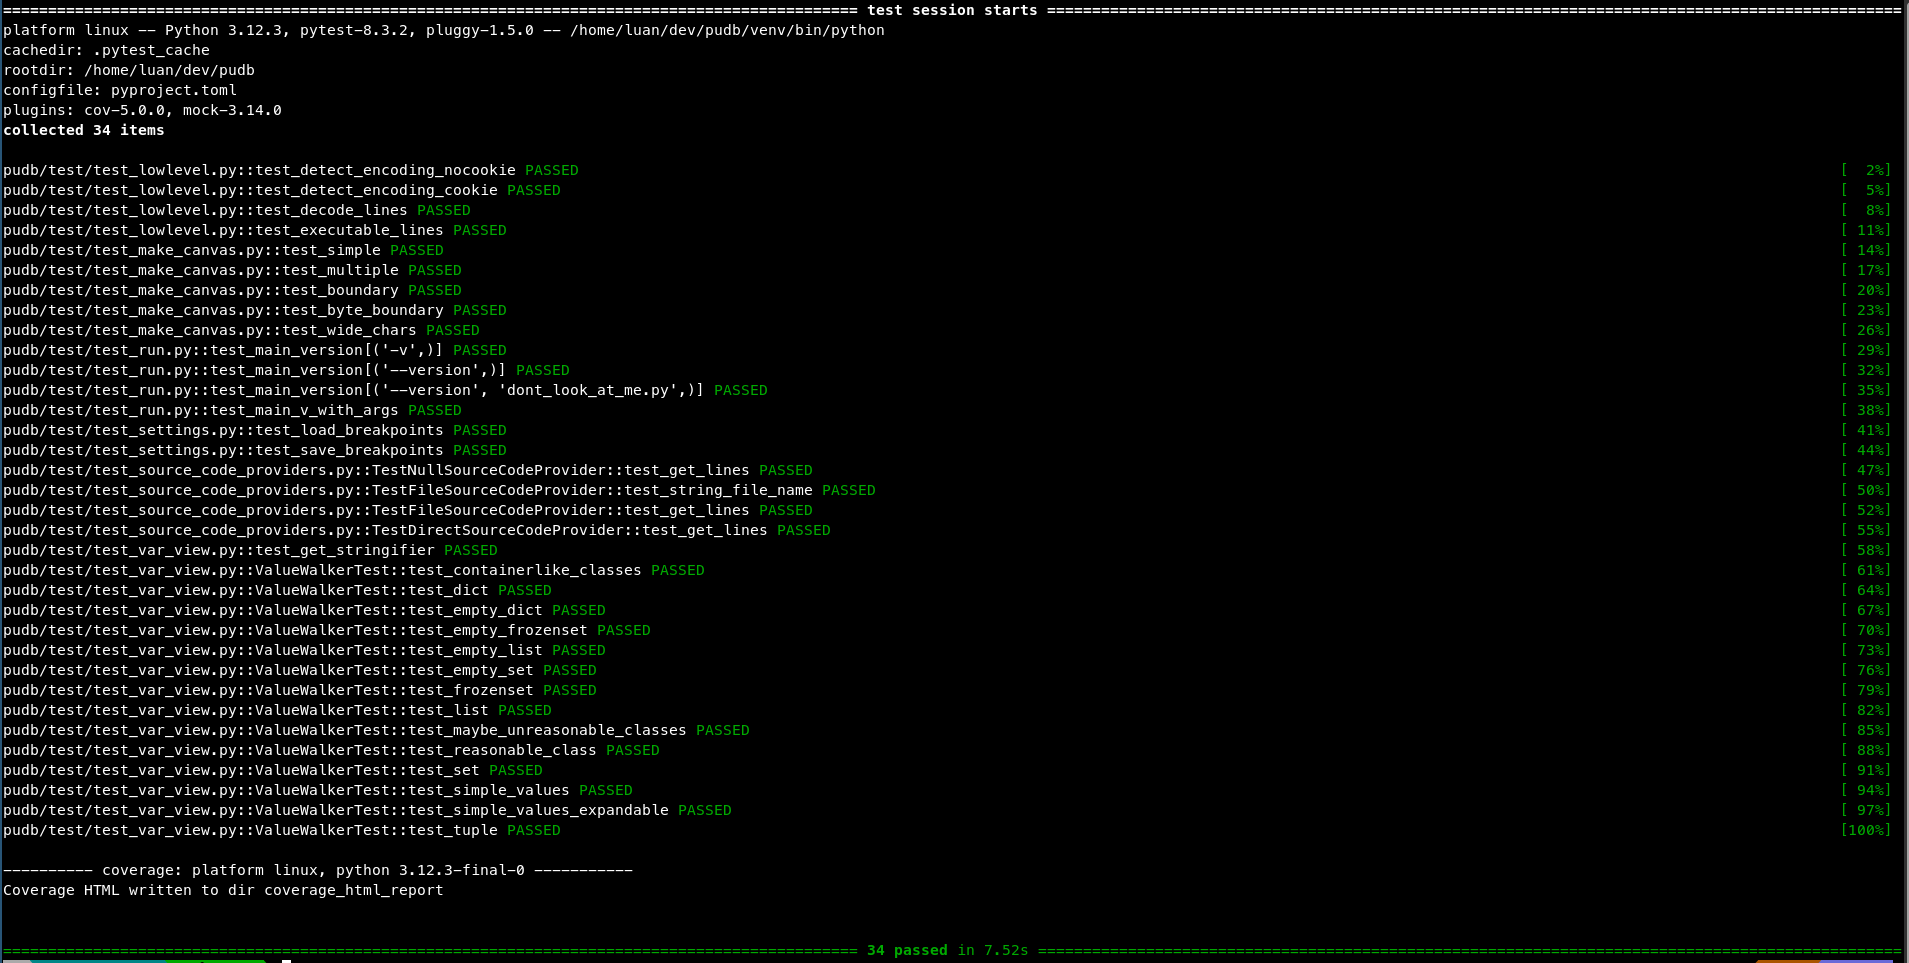 =============================================================================================== test session starts ===============================================================================================
platform linux -- Python 3.12.3, pytest-8.3.2, pluggy-1.5.0 -- /home/luan/dev/pudb/venv/bin/python
cachedir: .pytest_cache
rootdir: /home/luan/dev/pudb
configfile: pyproject.toml
plugins: cov-5.0.0, mock-3.14.0
collected 34 items
pudb/test/test_lowlevel.py::test_detect_encoding_nocookie PASSED [  2%]
pudb/test/test_lowlevel.py::test_detect_encoding_cookie PASSED [  5%]
pudb/test/test_lowlevel.py::test_decode_lines PASSED [  8%]
pudb/test/test_lowlevel.py::test_executable_lines PASSED [ 11%]
pudb/test/test_make_canvas.py::test_simple PASSED [ 14%]
pudb/test/test_make_canvas.py::test_multiple PASSED [ 17%]
pudb/test/test_make_canvas.py::test_boundary PASSED [ 20%]
pudb/test/test_make_canvas.py::test_byte_boundary PASSED [ 23%]
pudb/test/test_make_canvas.py::test_wide_chars PASSED [ 26%]
pudb/test/test_run.py::test_main_version[('-v',)] PASSED [ 29%]
pudb/test/test_run.py::test_main_version[('--version',)] PASSED [ 32%]
pudb/test/test_run.py::test_main_version[('--version', 'dont_look_at_me.py',)] PASSED [ 35%]
pudb/test/test_run.py::test_main_v_with_args PASSED [ 38%]
pudb/test/test_settings.py::test_load_breakpoints PASSED [ 41%]
pudb/test/test_settings.py::test_save_breakpoints PASSED [ 44%]
pudb/test/test_source_code_providers.py::TestNullSourceCodeProvider::test_get_lines PASSED [ 47%]
pudb/test/test_source_code_providers.py::TestFileSourceCodeProvider::test_string_file_name PASSED [ 50%]
pudb/test/test_source_code_providers.py::TestFileSourceCodeProvider::test_get_lines PASSED [ 52%]
pudb/test/test_source_code_providers.py::TestDirectSourceCodeProvider::test_get_lines PASSED [ 55%]
pudb/test/test_var_view.py::test_get_stringifier PASSED [ 58%]
pudb/test/test_var_view.py::ValueWalkerTest::test_containerlike_classes PASSED [ 61%]
pudb/test/test_var_view.py::ValueWalkerTest::test_dict PASSED [ 64%]
pudb/test/test_var_view.py::ValueWalkerTest::test_empty_dict PASSED [ 67%]
pudb/test/test_var_view.py::ValueWalkerTest::test_empty_frozenset PASSED [ 70%]
pudb/test/test_var_view.py::ValueWalkerTest::test_empty_list PASSED [ 73%]
pudb/test/test_var_view.py::ValueWalkerTest::test_empty_set PASSED [ 76%]
pudb/test/test_var_view.py::ValueWalkerTest::test_frozenset PASSED [ 79%]
pudb/test/test_var_view.py::ValueWalkerTest::test_list PASSED [ 82%]
pudb/test/test_var_view.py::ValueWalkerTest::test_maybe_unreasonable_classes PASSED [ 85%]
pudb/test/test_var_view.py::ValueWalkerTest::test_reasonable_class PASSED [ 88%]
pudb/test/test_var_view.py::ValueWalkerTest::test_set PASSED [ 91%]
pudb/test/test_var_view.py::ValueWalkerTest::test_simple_values PASSED [ 94%]
pudb/test/test_var_view.py::ValueWalkerTest::test_simple_values_expandable PASSED [ 97%]
pudb/test/test_var_view.py::ValueWalkerTest::test_tuple PASSED [100%]
---------- coverage: platform linux, python 3.12.3-final-0 -----------
Coverage HTML written to dir coverage_html_report
=============================================================================================== 34 passed in 7.52s ================================================================================================